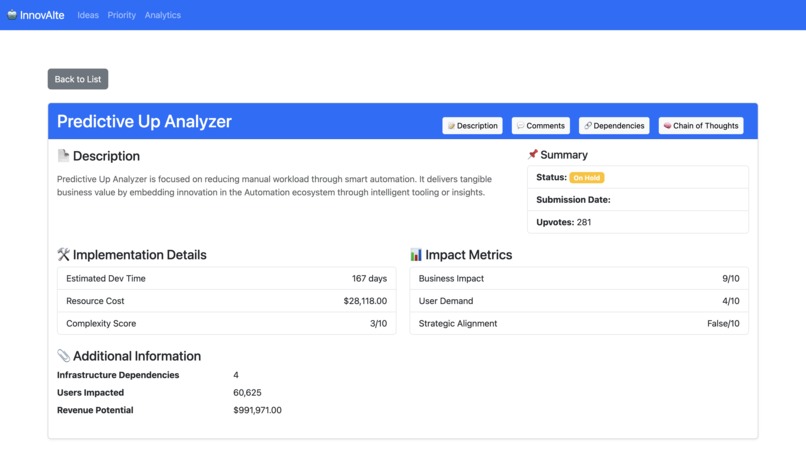 InnovAIte Ideas Priority Analytics
Back to List
Predictive Up Analyzer
Description Comments Dependencies Chain of Thoughts
Description
Predictive Up Analyzer is focused on reducing manual workload through smart automation. It delivers tangible
business value by embedding innovation in the Automation ecosystem through intelligent tooling or insights.
Summary
Status: On Hold
Submission Date:
Upvotes: 281
Implementation Details
Estimated Dev Time 167 days
Resource Cost $28,118.00
Complexity Score 3/10
Impact Metrics
Business Impact 9/10
User Demand 4/10
Strategic Alignment False/10
Additional Information
Infrastructure Dependencies 4
Users Impacted 60,625
Revenue Potential $991,971.00